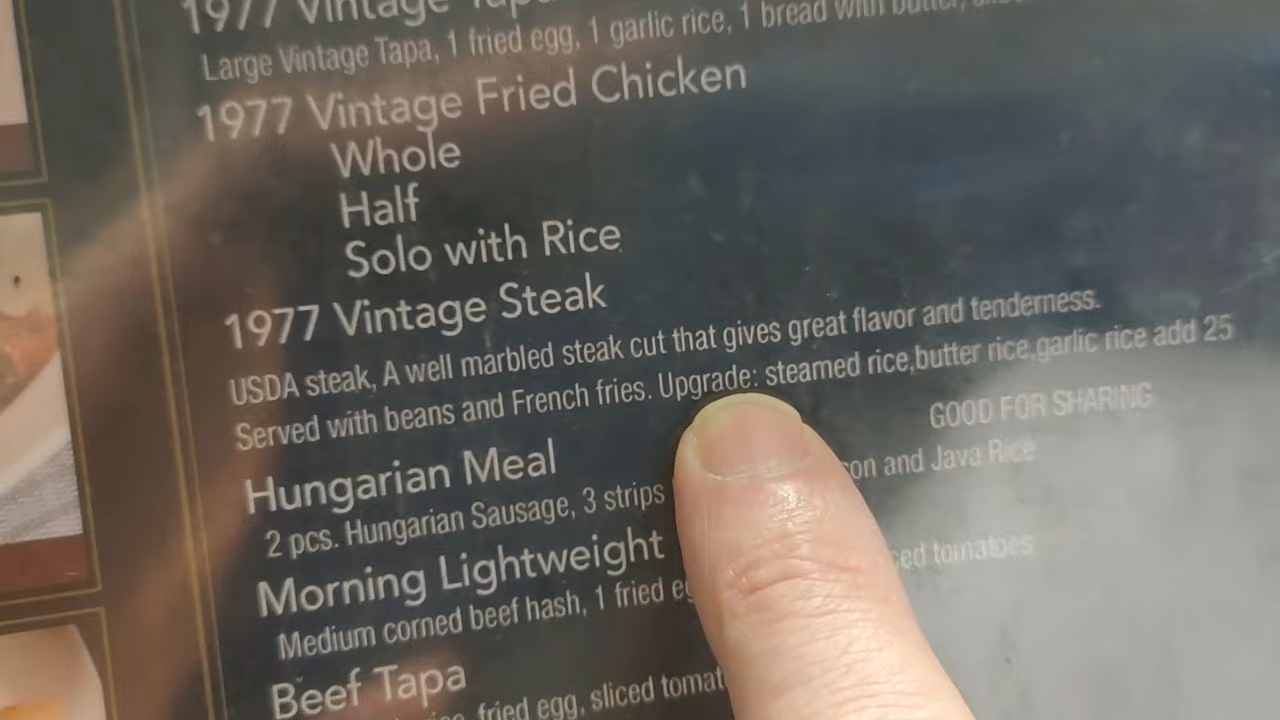 1977 Vintage Tapa
Large Vintage Tapa, 1 fried egg, 1 garlic rice, 1 bread with butter,
1977 Vintage Fried Chicken
Whole
Half
Solo with Rice
1977 Vintage Steak
USDA steak, A well marbled steak cut that gives great flavor and tenderness.
Served with beans and French fries. Upgrade: steamed rice,butter rice,garlic rice add 25
GOOD FOR SHARING
Hungarian Meal
2 pcs. Hungarian Sausage, 3 strips and Java Rice
Morning Lightweight
Medium corned beef hash, 1 fried tomatoes
Beef Tapa
fried egg, sliced